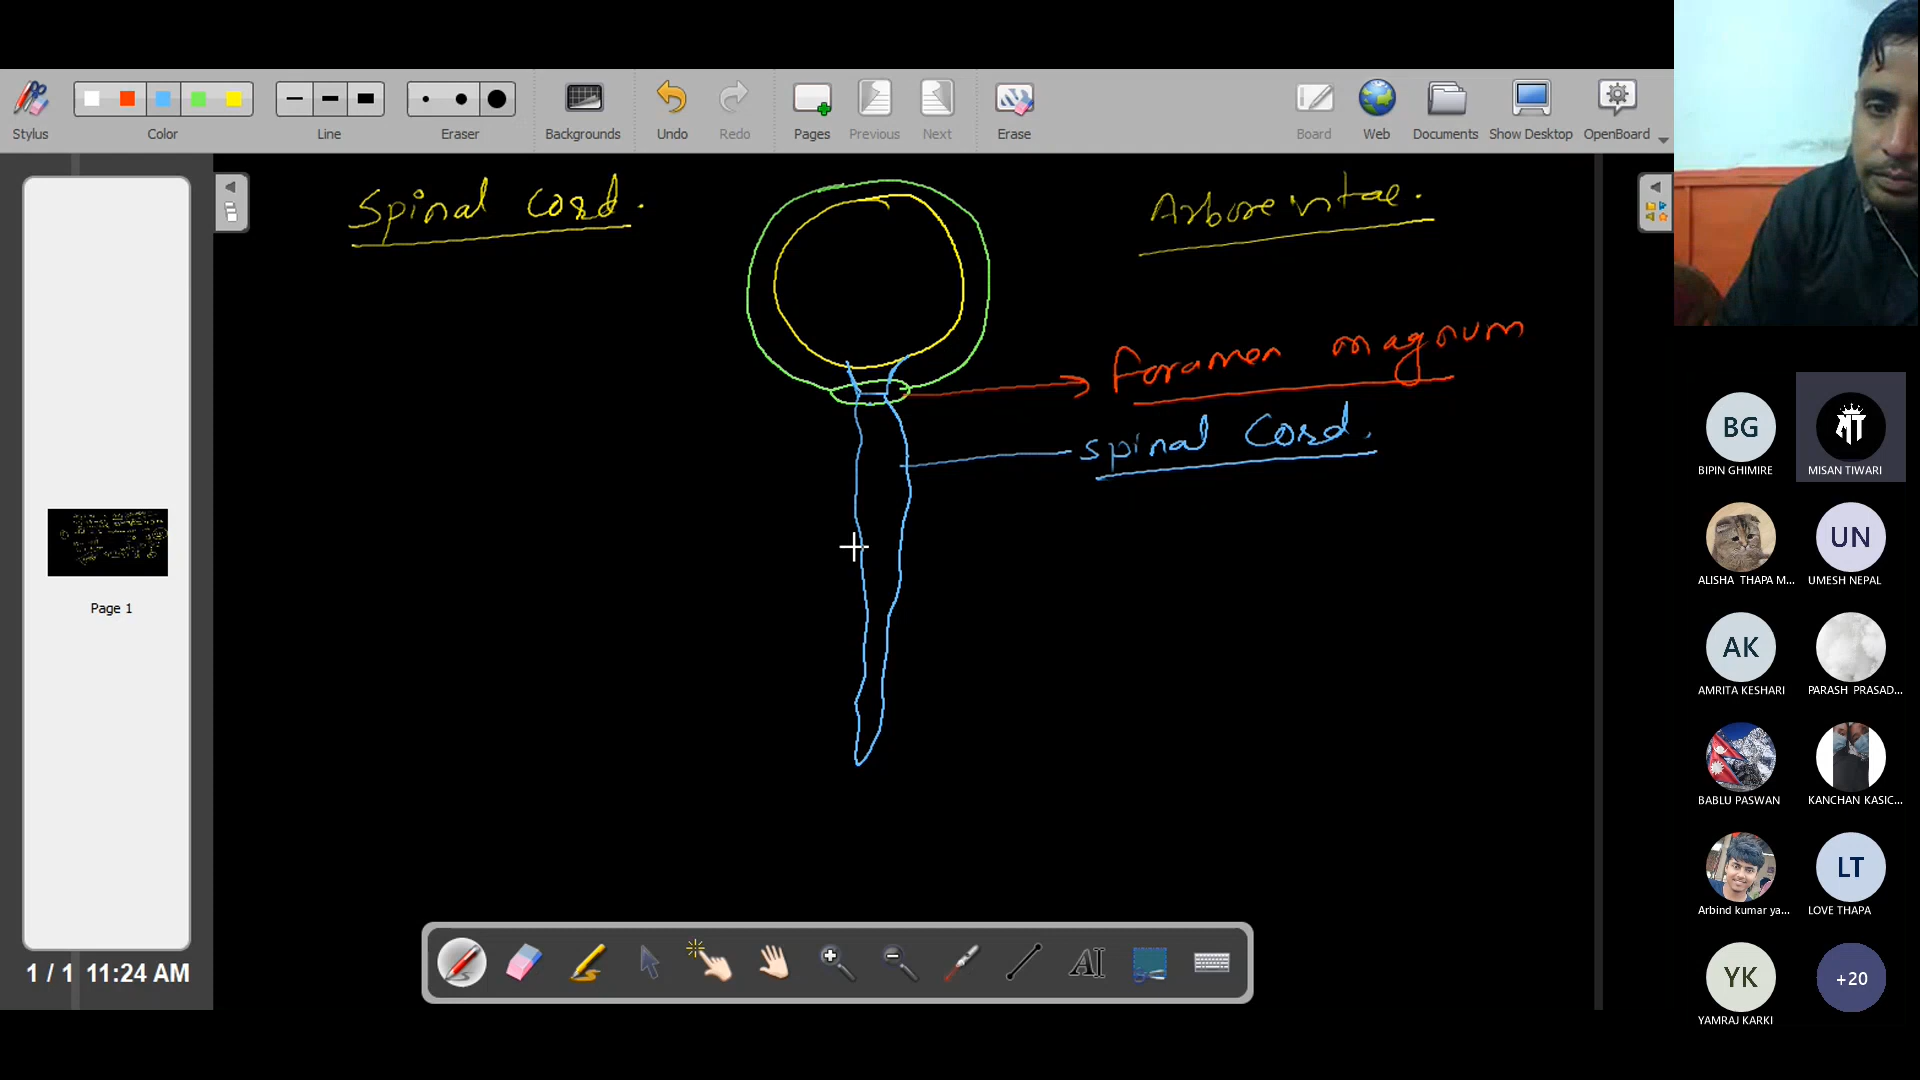 Stylus
Color
Line
Eraser
Backgrounds
Undo
Redo
Pages
Previous
Next
Erase
Board
Web
Documents
Show Desktop
OpenBoard
Spinal Cord.
Arbore vitae.
foramen magnum
spinal Cord.
Page 1
1 / 1 11:24 AM
BG
BIPIN GHIMIRE
MT
MISAN TIWARI
ALISHA THAPA M...
UN
UMESH NEPAL
AK
AMRITA KESHARI
PARASH PRASAD...
BABLU PASWAN
KANCHAN KASIC...
Arbind kumar ya...
LT
LOVE THAPA
YK
YAMRAJ KARKI
+20
AI